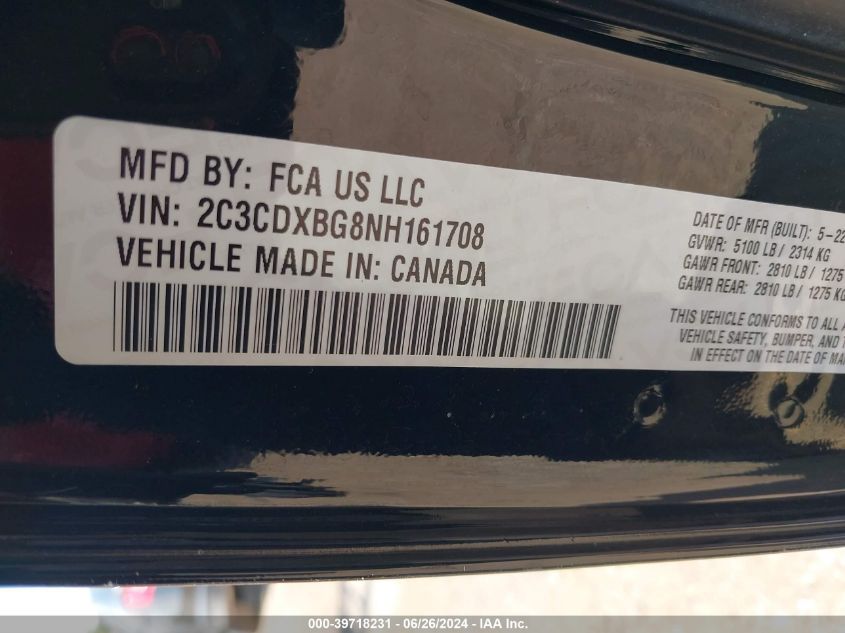 MFD BY: FCA US LLC
VIN: 2C3CDXBG8NH161708
VEHICLE MADE IN: CANADA
DATE OF MFR (BUILT): 5-22
GVWR: 5100 LB / 2314 KG
GAWR FRONT: 2810 LB / 1275
GAWR REAR: 2810 LB / 1275 KG
THIS VEHICLE CONFORMS TO ALL
VEHICLE SAFETY, BUMPER, AND
IN EFFECT ON THE DATE OF
000-39718231 - 06/26/2024 - IAA Inc.